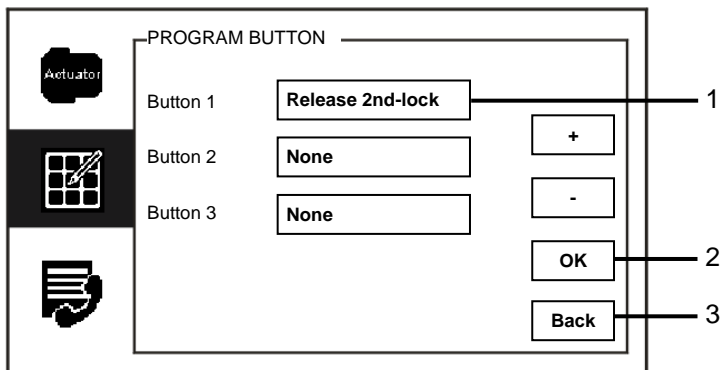 PROGRAM BUTTON
Actuator
Button 1 Release 2nd-lock 1
+
Button 2 None
-
Button 3 None
OK 2
Back 3